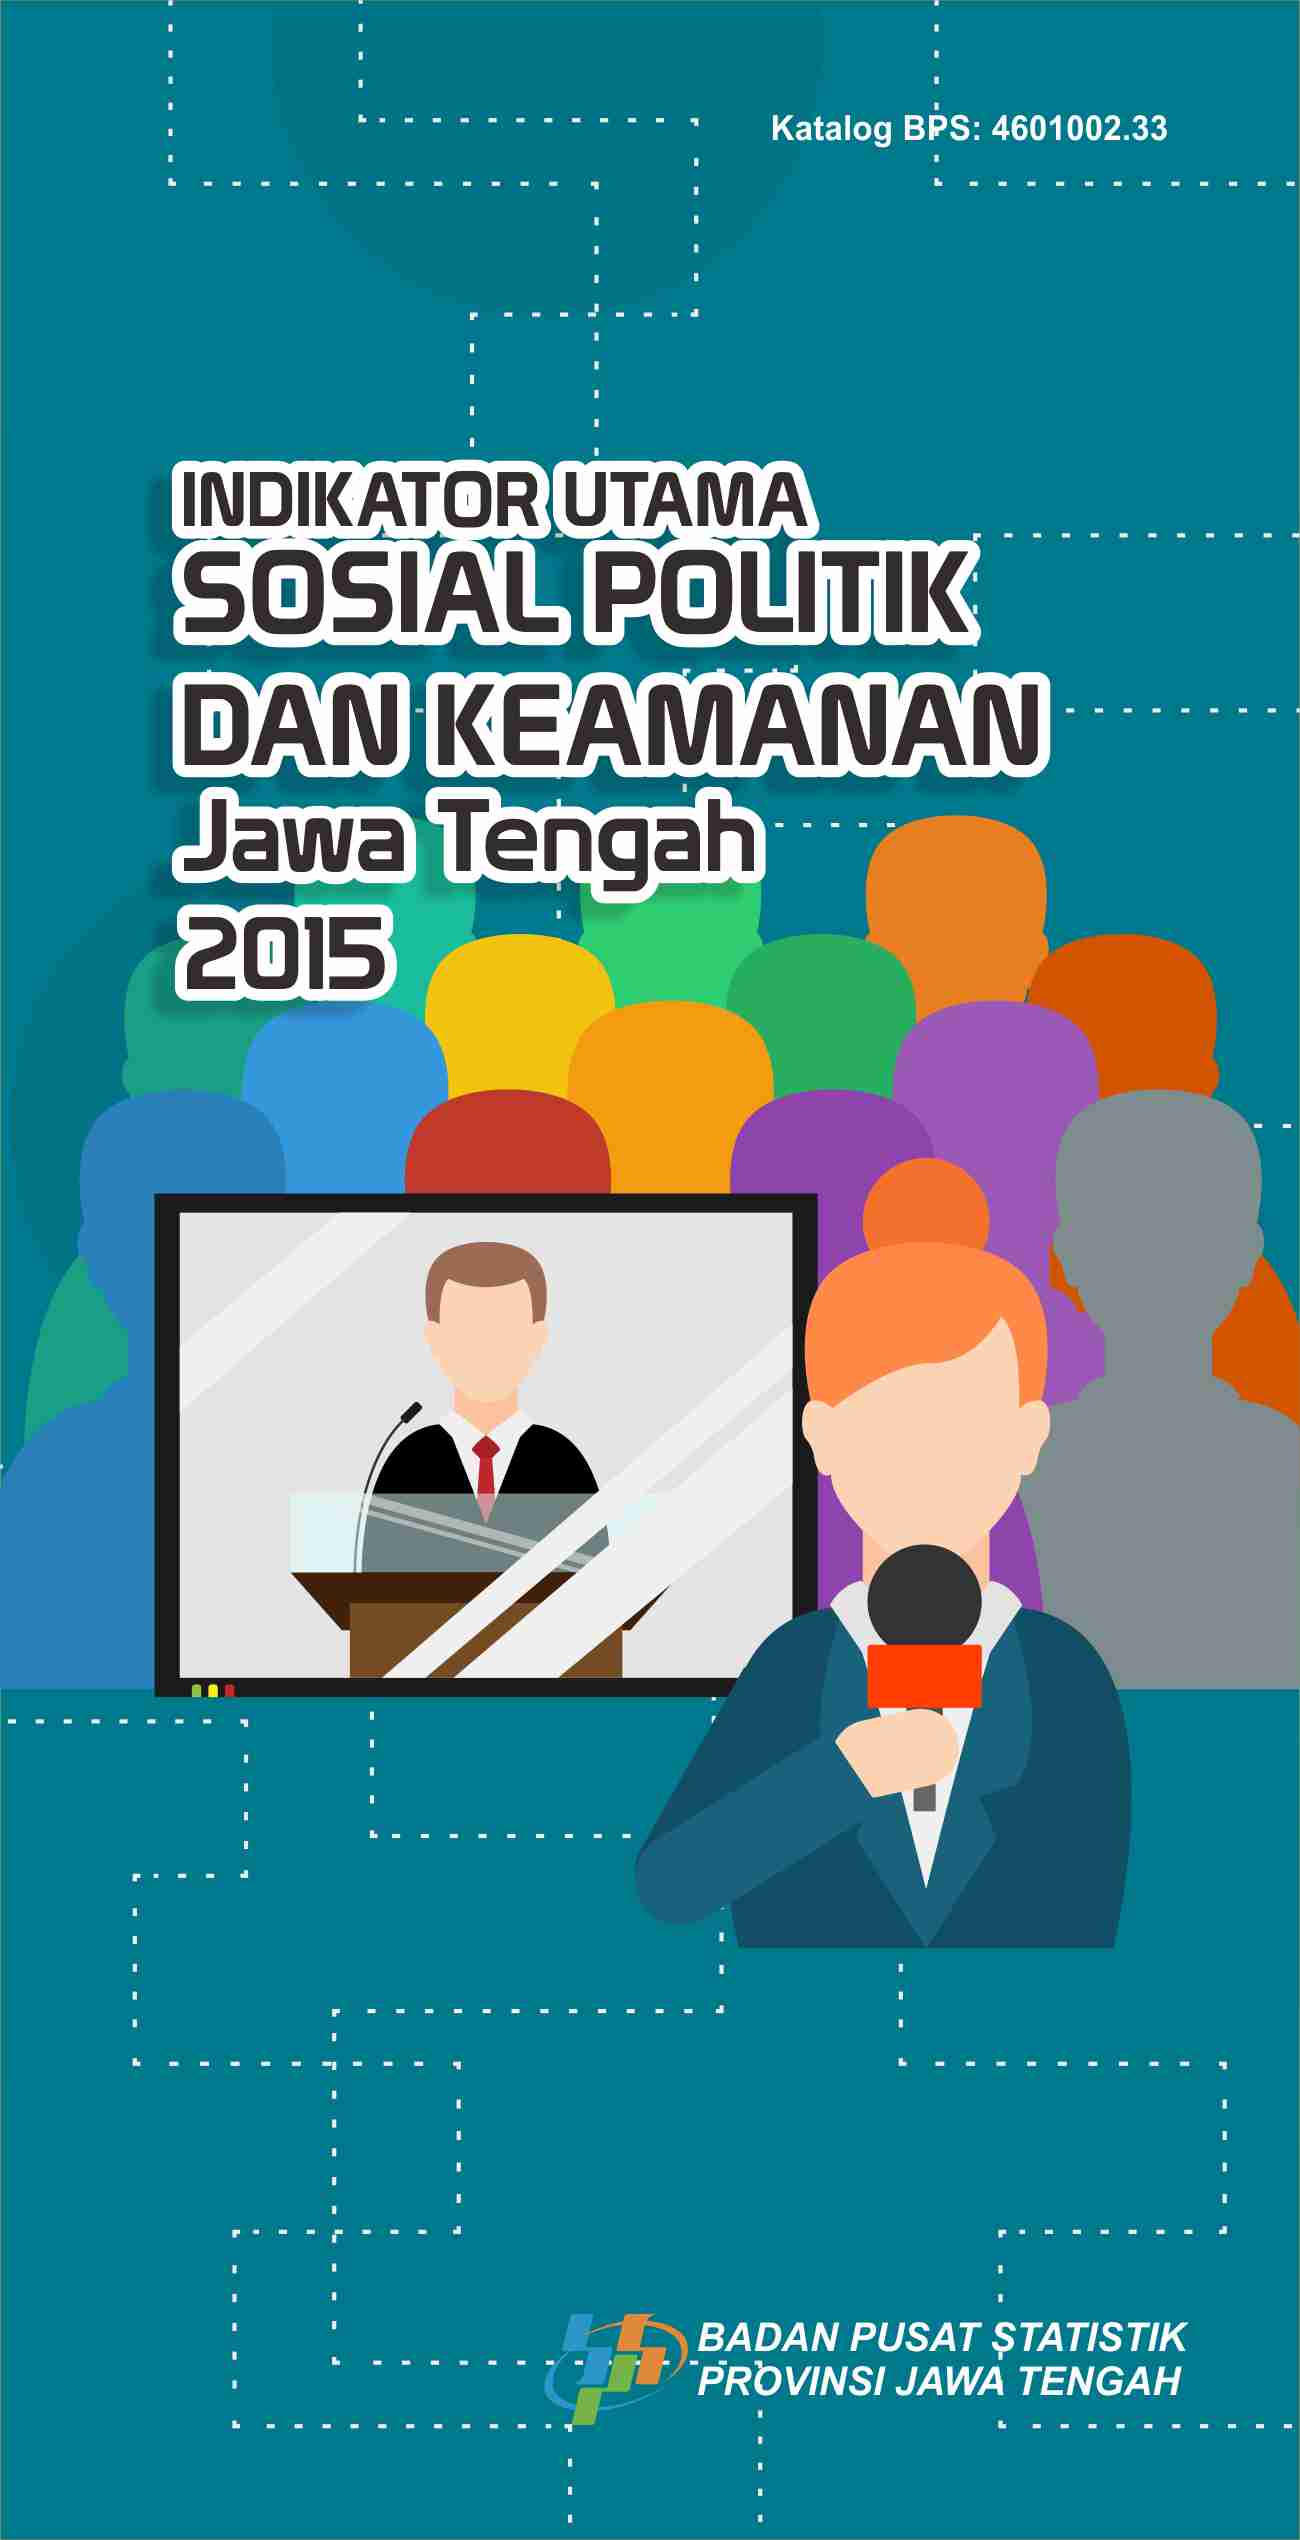 Katalog BPS: 4601002.33
INDIKATOR UTAMA
SOSIAL POLITIK
DAN KEAMANAN
Jawa Tengah
2015
BADAN PUSAT STATISTIK
PROVINSI JAWA TENGAH